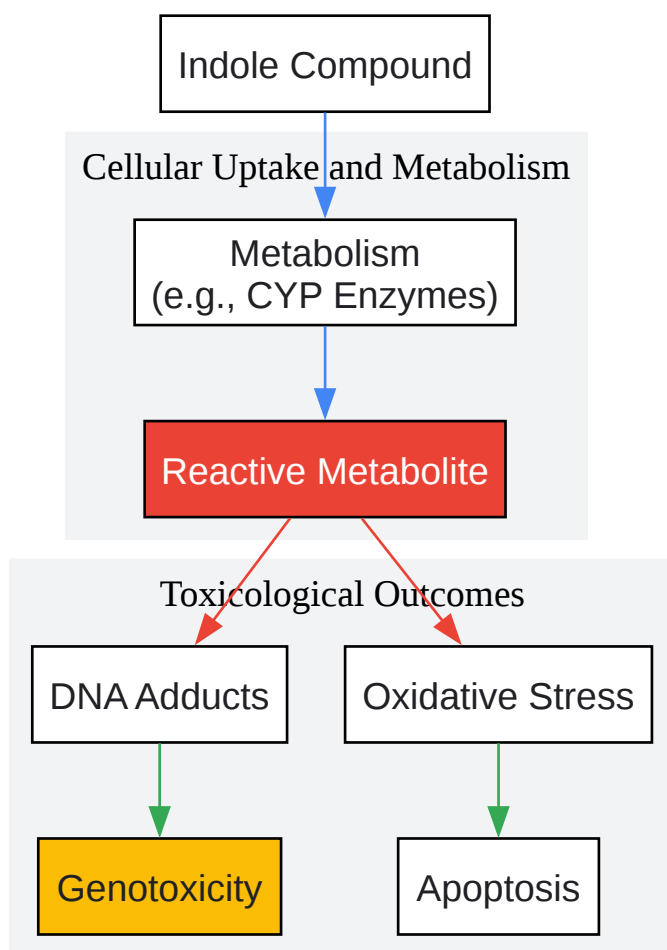 Indole Compound
Cellular Uptake and Metabolism
Metabolism
(e.g., CYP Enzymes)
Reactive Metabolite
Toxicological Outcomes
DNA Adducts
Oxidative Stress
Genotoxicity
Apoptosis